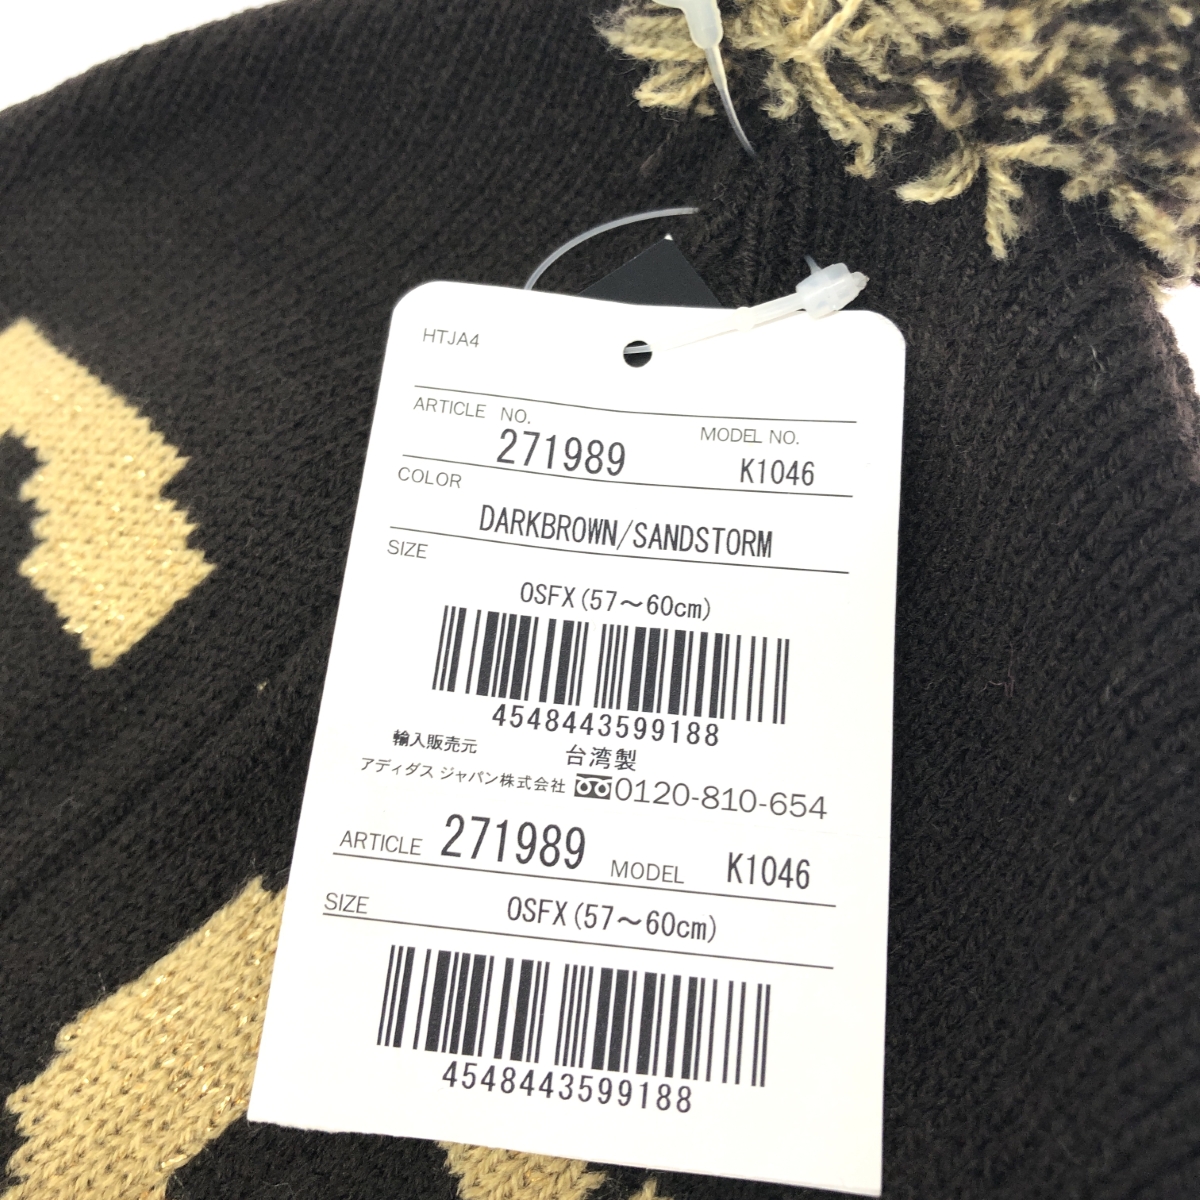 HTJA4
ARTICLE NO. MODEL NO.
271989 K1046
COLOR
DARKBROWN/SANDSTORM
SIZE
OSFX(57～60cm)
4548443599188
輸入販売元 台湾製
アディダス ジャパン株式会社 0120-810-654
ARTICLE 271989 MODEL K1046
SIZE OSFX(57～60cm)
4548443599188